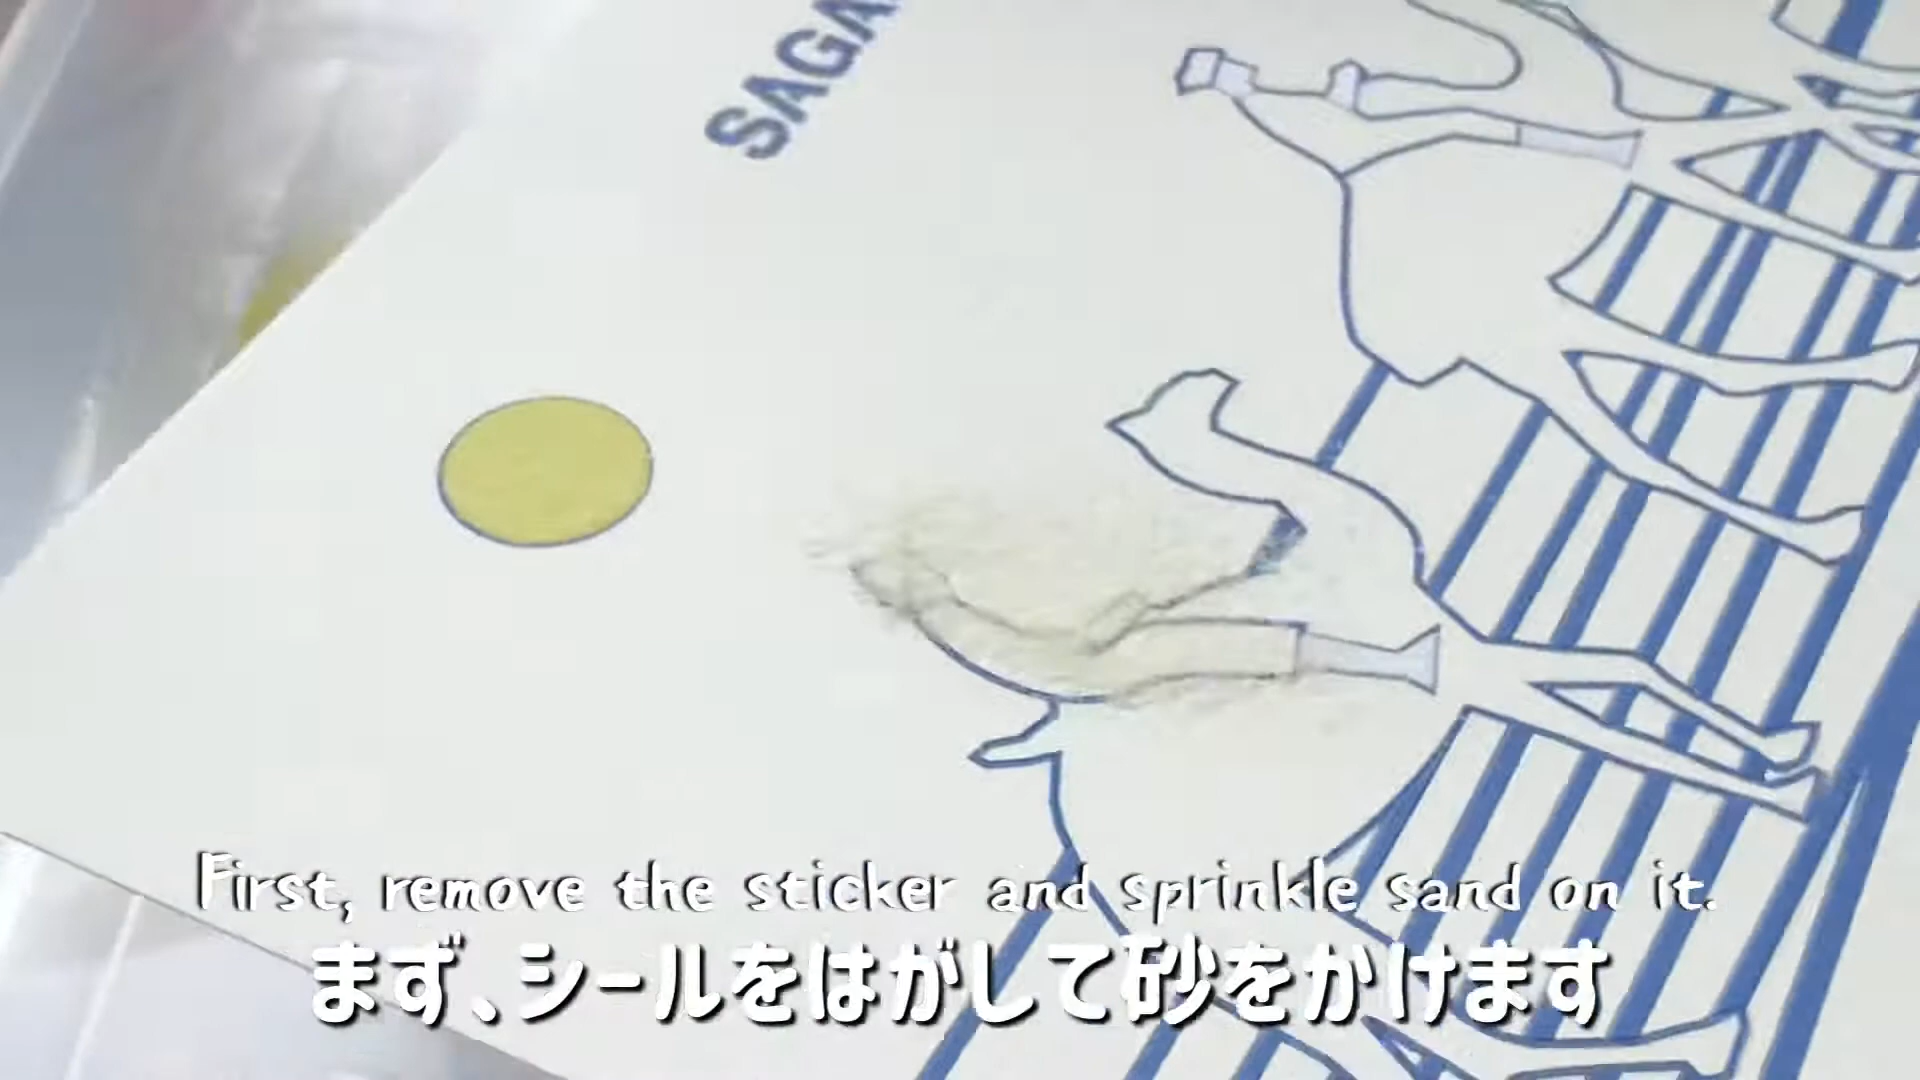 SAGA
First, remove the sticker and sprinkle sand on it.
まず、シールをはがして砂をかけます